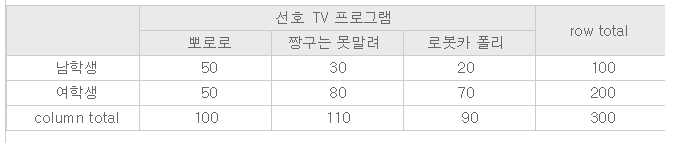 선호 TV 프로그램 row total
뽀로로 짱구는 못말려 로봇카 폴리
남학생 50 30 20 100
여학생 50 80 70 200
column total 100 110 90 300